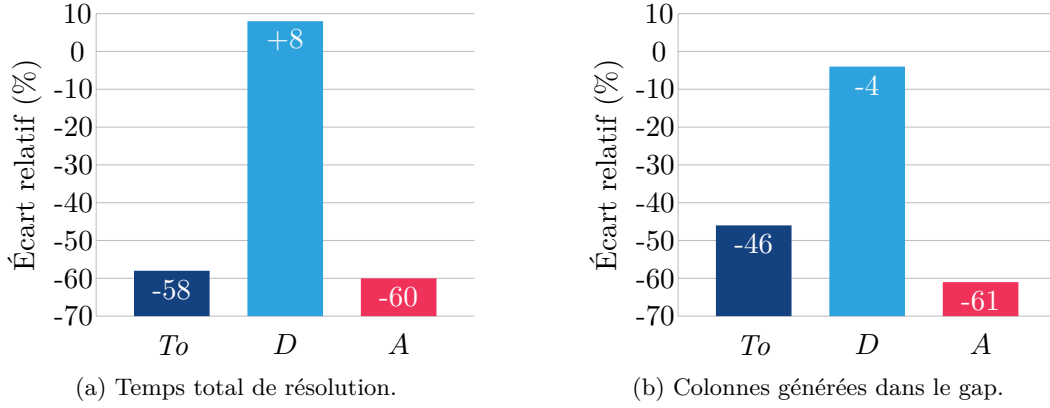 Écart relatif (%)
10
0
-10
-20
-30
-40
-50
-60
-70
-58
+8
-60
To
D
A
(a) Temps total de résolution.
Écart relatif (%)
10
0
-10
-20
-30
-40
-50
-60
-70
-46
-4
-61
To
D
A
(b) Colonnes générées dans le gap.